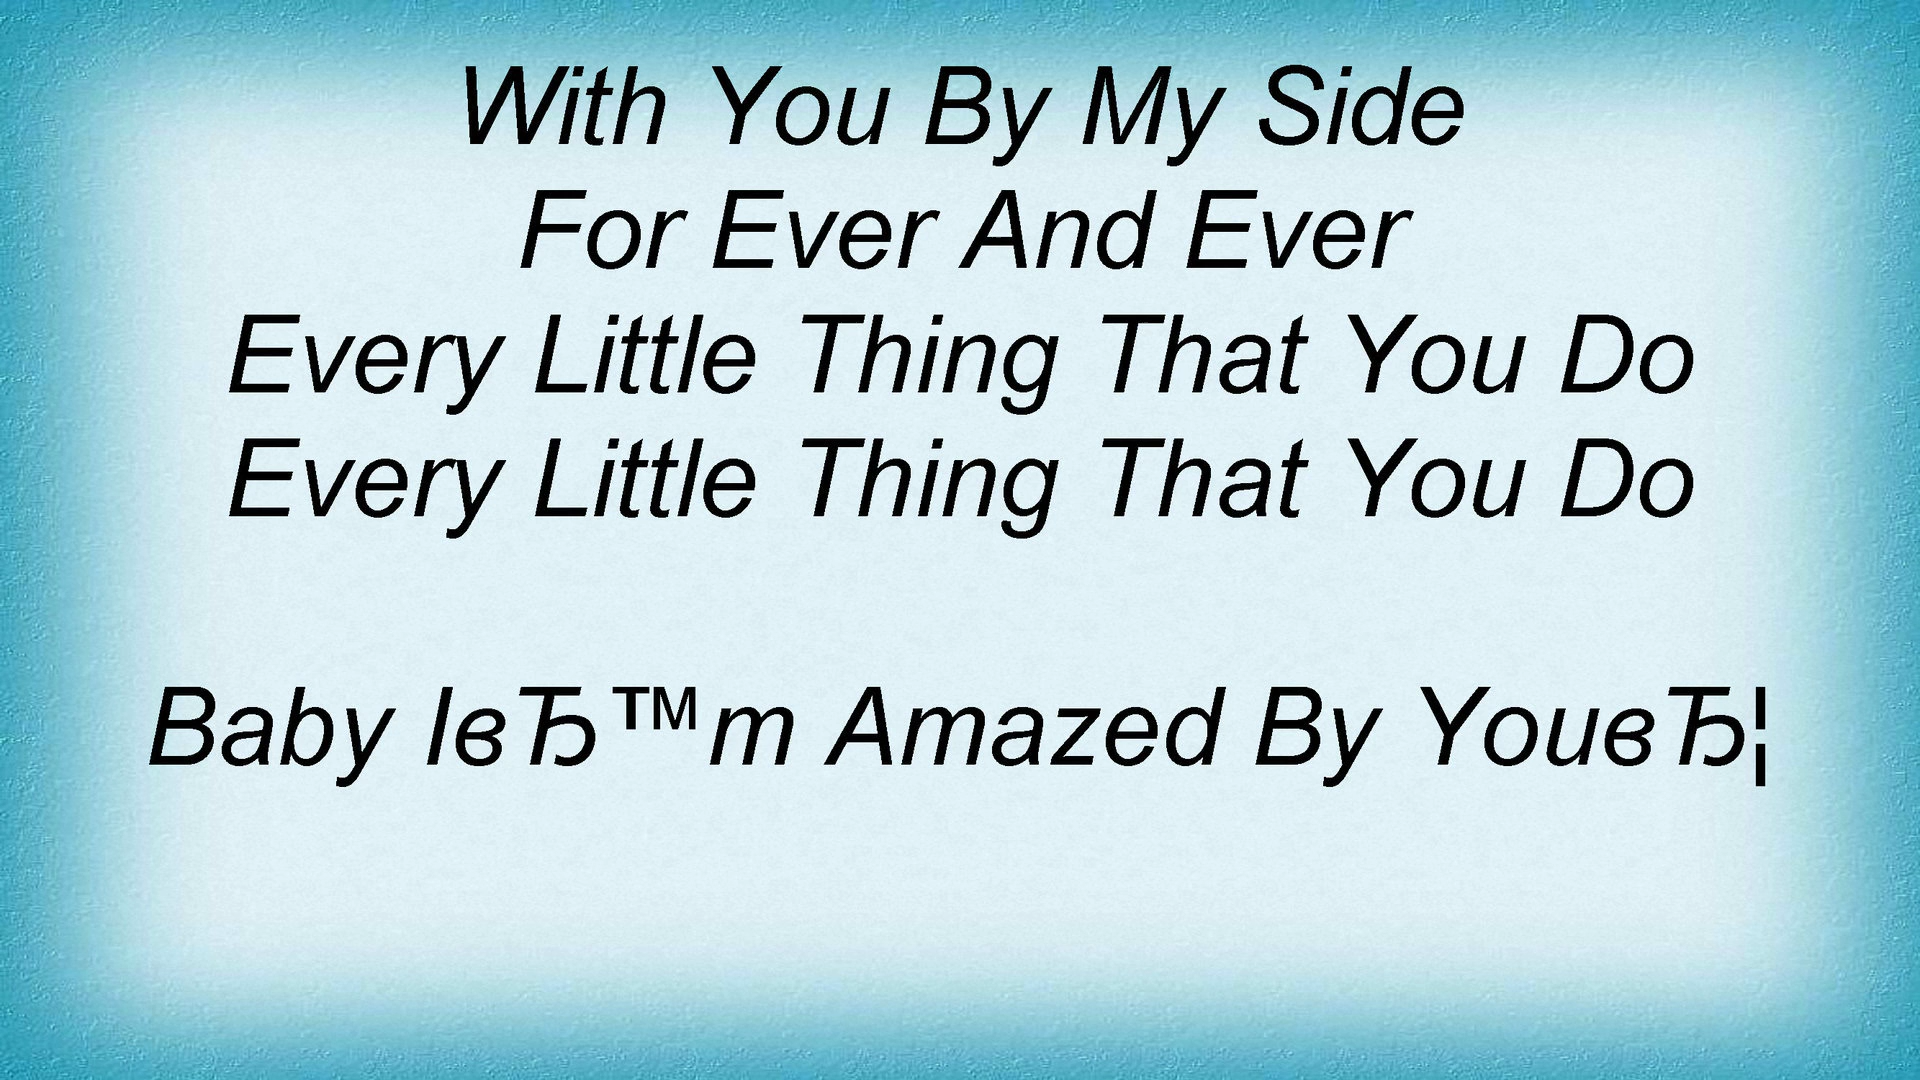 With You By My Side
For Ever And Ever
Every Little Thing That You Do
Every Little Thing That You Do
Baby IвЂ™m Amazed By YouвЂ¦